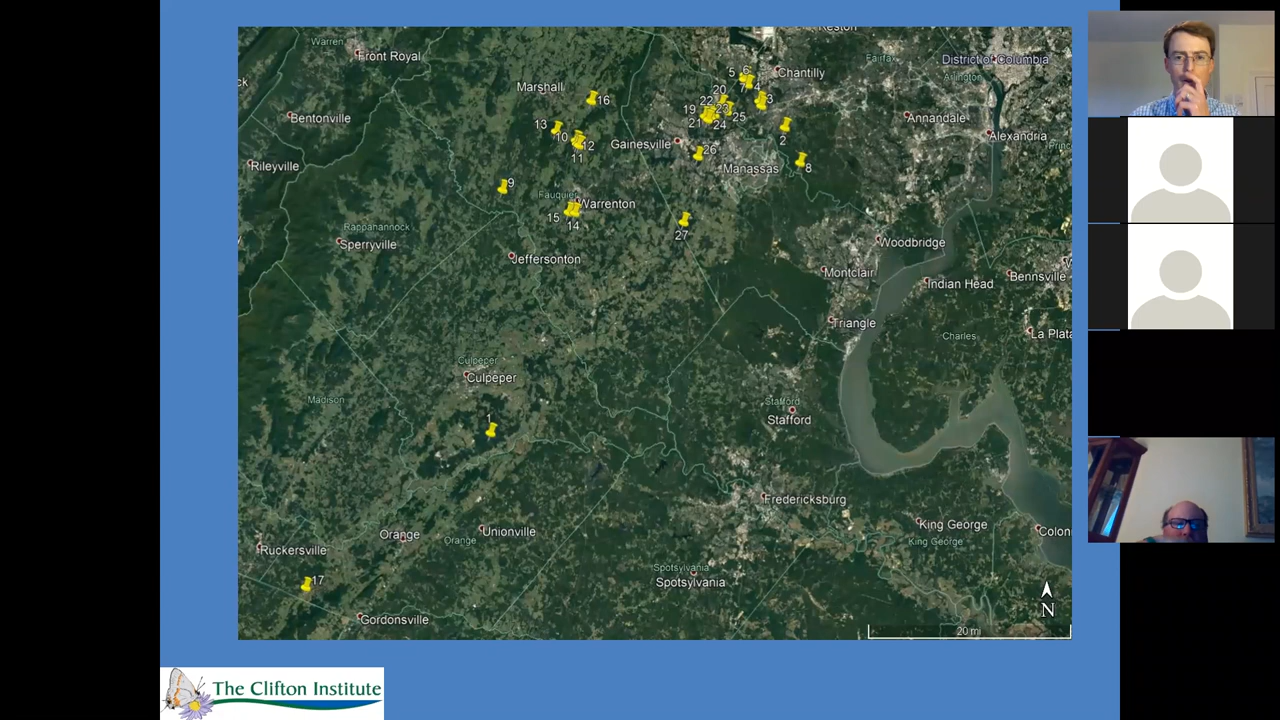 Reston
Warren
Front Royal
Fairfax
District of Columbia
Chantilly
Arlington
5
6
7
4
3
ck
Marshall
16
20
22
23
19
25
21
24
Bentonville
Annandale
13
10
12
11
Gainesville
2
Alexandria
Princ
26
Manassas
8
Rileyville
9
Fauquier
Warrenton
15
14
27
Rappahannock
Sperryville
Woodbridge
Jeffersonton
Montclair
Bennsville
Indian Head
Triangle
Charles
La Plata
Culpeper
Culpeper
Madison
Stafford
Stafford
1
Fredericksburg
King George
King George
Colon
Orange
Orange
Unionville
Ruckersville
17
Spotsylvania
Spotsylvania
Gordonsville
N
20 mi
The Clifton Institute